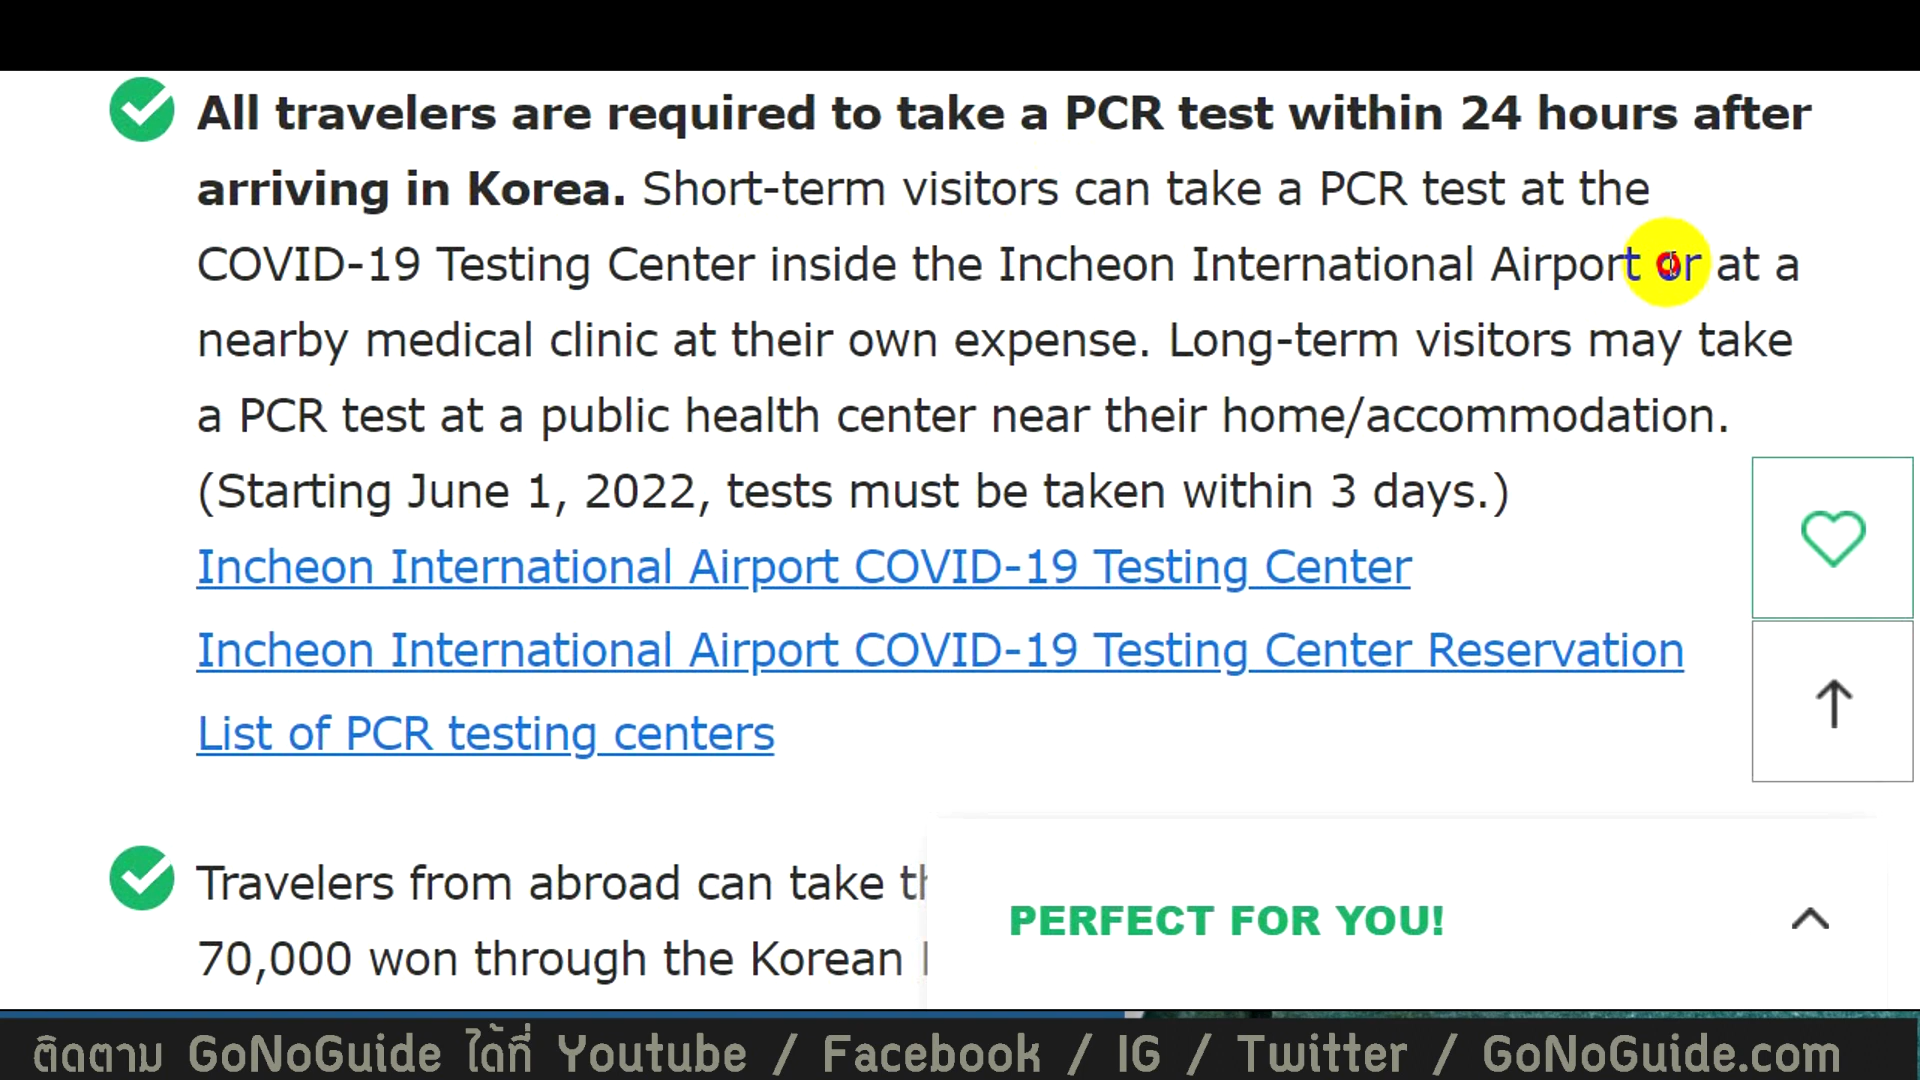 All travelers are required to take a PCR test within 24 hours after
arriving in Korea. Short-term visitors can take a PCR test at the
COVID-19 Testing Center inside the Incheon International Airport or at a
nearby medical clinic at their own expense. Long-term visitors may take
a PCR test at a public health center near their home/accommodation.
(Starting June 1, 2022, tests must be taken within 3 days.)
Incheon International Airport COVID-19 Testing Center
Incheon International Airport COVID-19 Testing Center Reservation
List of PCR testing centers
Travelers from abroad can take
70,000 won through the Korean
PERFECT FOR YOU!
ติดตาม GoNoGuide ได้ที่ Youtube / Facebook / IG / Twitter / GoNoGuide.com